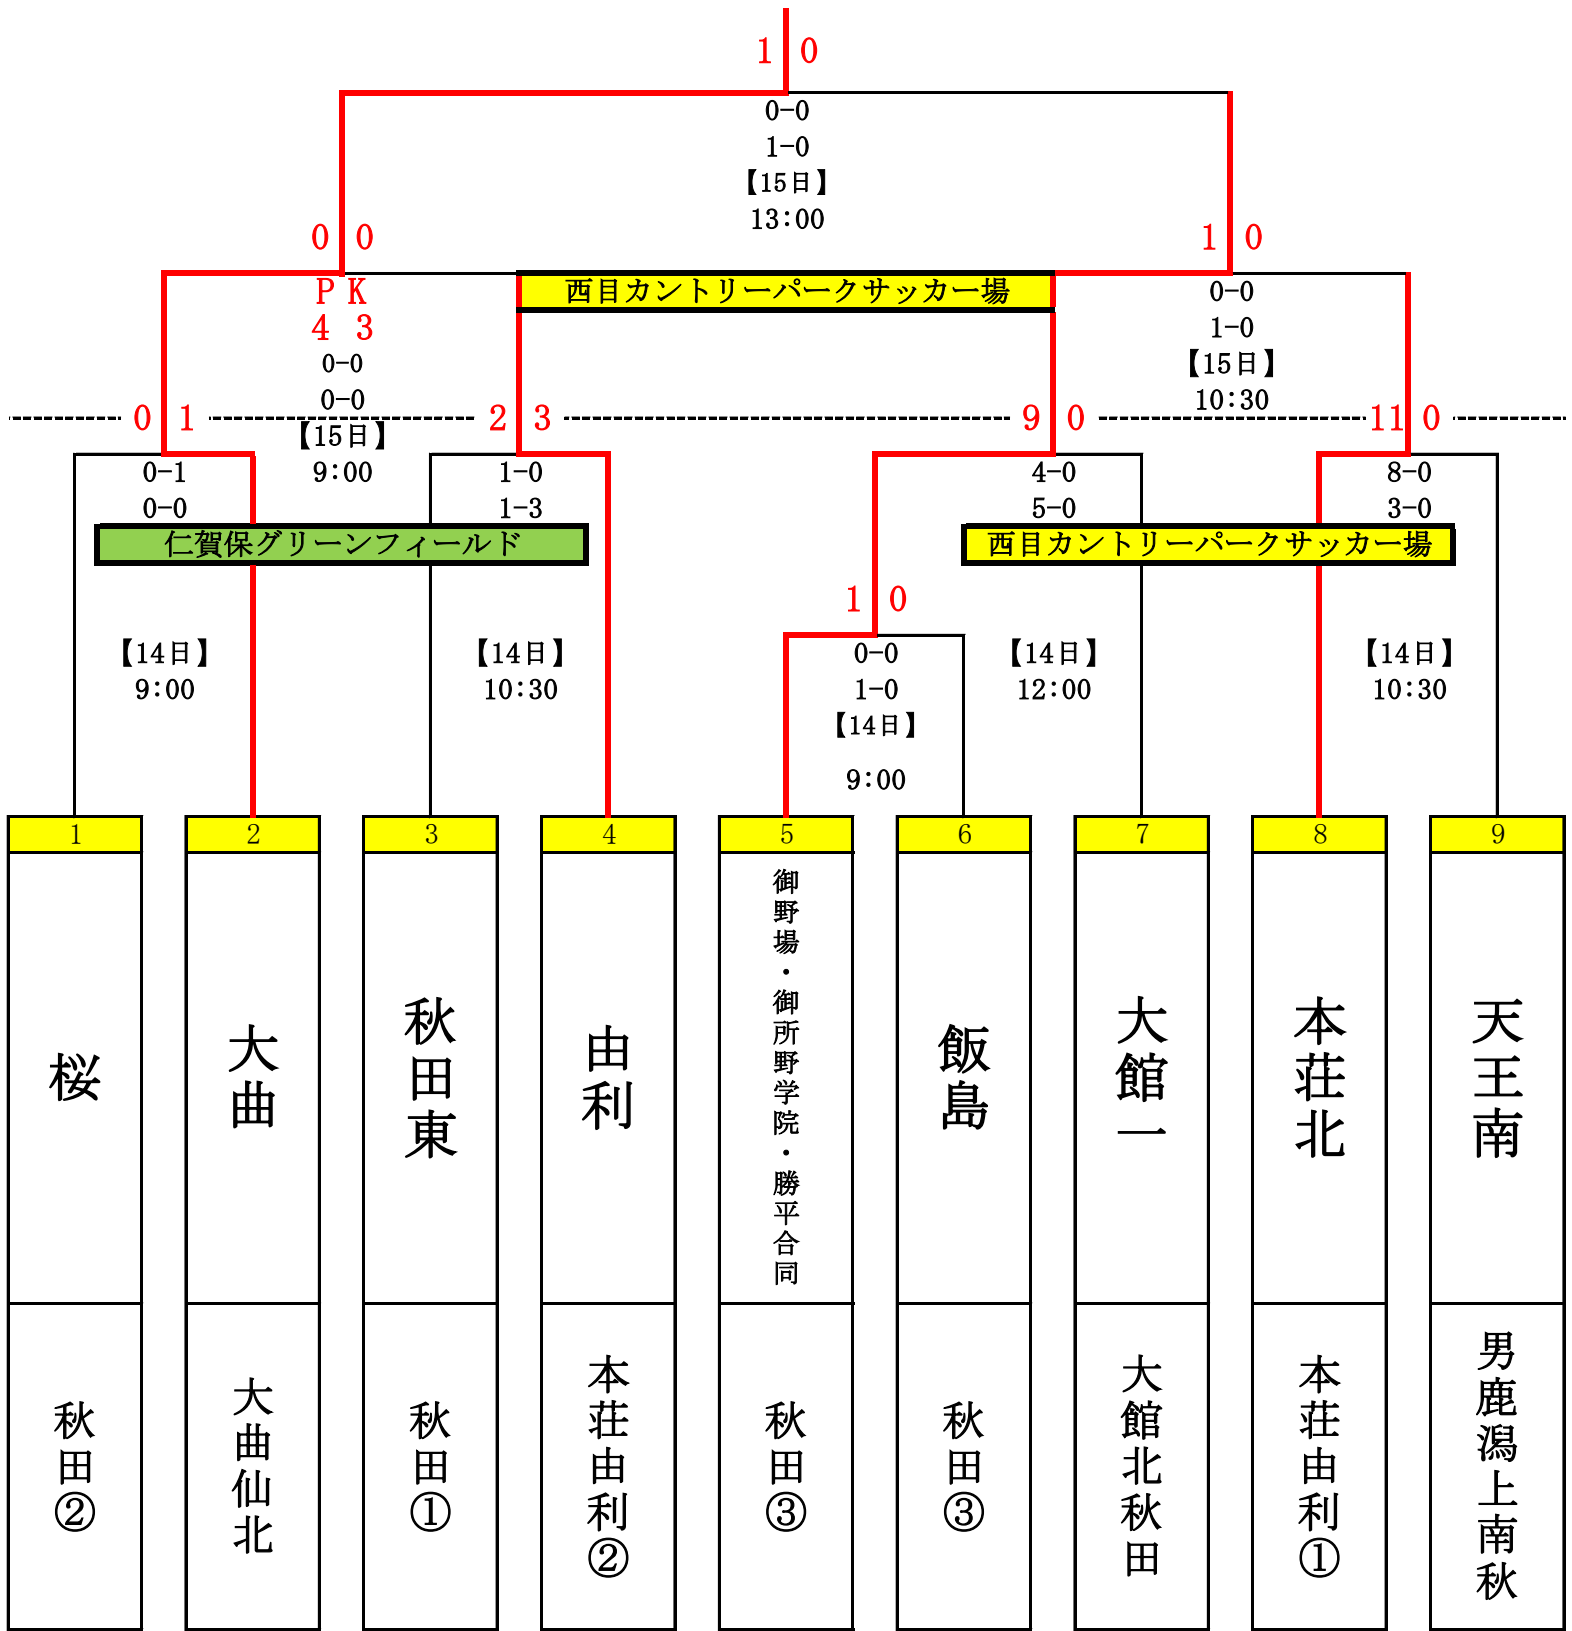 1 0
0-0
1-0
【15日】
13:00
0 0
1 0
西目カントリーパークサッカー場
PK
4 3
0-0
0-0
【15日】
9:00
0-0
1-0
【15日】
10:30
0 1
2 3
9 0
11 0
0-1
0-0
1-0
1-3
4-0
5-0
8-0
3-0
仁賀保グリーンフィールド
西目カントリーパークサッカー場
1 0
【14日】
9:00
【14日】
10:30
0-0
1-0
【14日】
9:00
【14日】
12:00
【14日】
10:30
1
2
3
4
5
6
7
8
9
桜
大曲
秋田東
由利
御野場・御所野学院・勝平合同
飯島
大館一
本荘北
天王南
秋田②
大曲仙北
秋田①
本荘由利②
秋田③
秋田③
大館北秋田
本荘由利①
男鹿潟上南秋